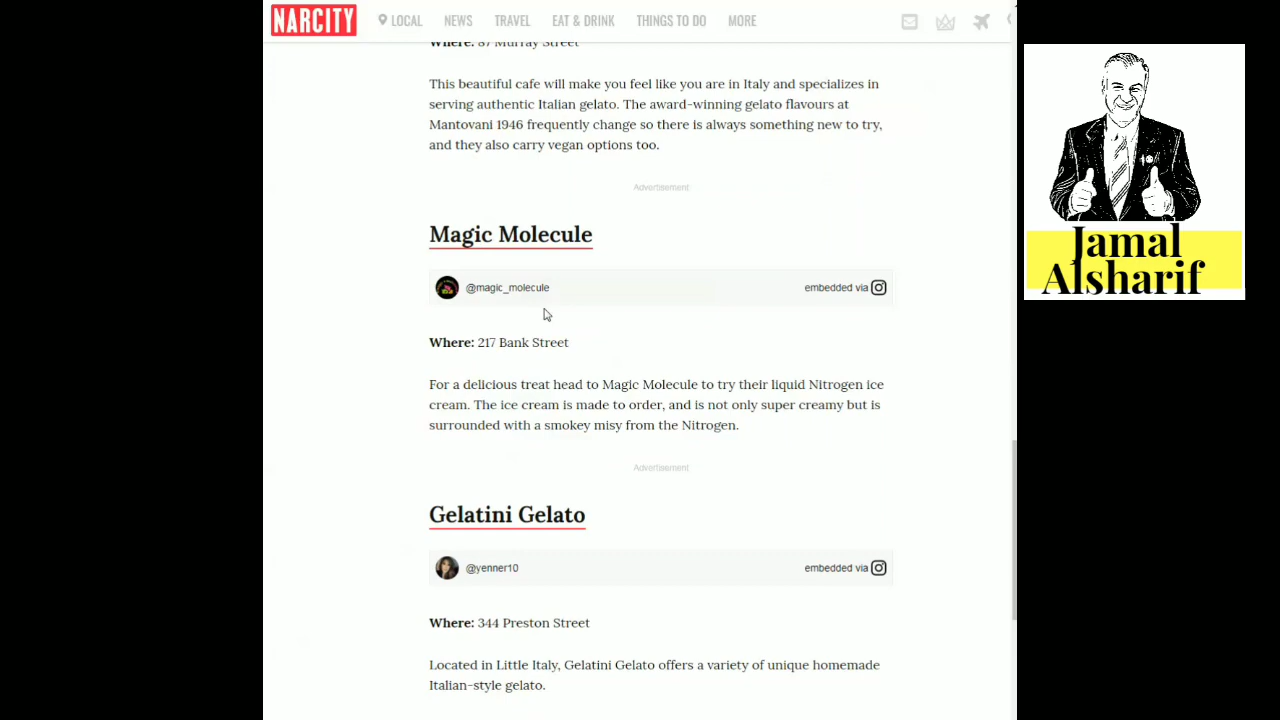 NARCITY
LOCAL NEWS TRAVEL EAT & DRINK THINGS TO DO MORE
Where: 87 Murray Street
This beautiful cafe will make you feel like you are in Italy and specializes in
serving authentic Italian gelato. The award-winning gelato flavours at
Mantovani 1946 frequently change so there is always something new to try,
and they also carry vegan options too.
Advertisement
Magic Molecule
@magic_molecule embedded via
Where: 217 Bank Street
For a delicious treat head to Magic Molecule to try their liquid Nitrogen ice
cream. The ice cream is made to order, and is not only super creamy but is
surrounded with a smokey misy from the Nitrogen.
Advertisement
Gelatini Gelato
@yenner10 embedded via
Where: 344 Preston Street
Located in Little Italy, Gelatini Gelato offers a variety of unique homemade
Italian-style gelato.
Jamal
Alsharif